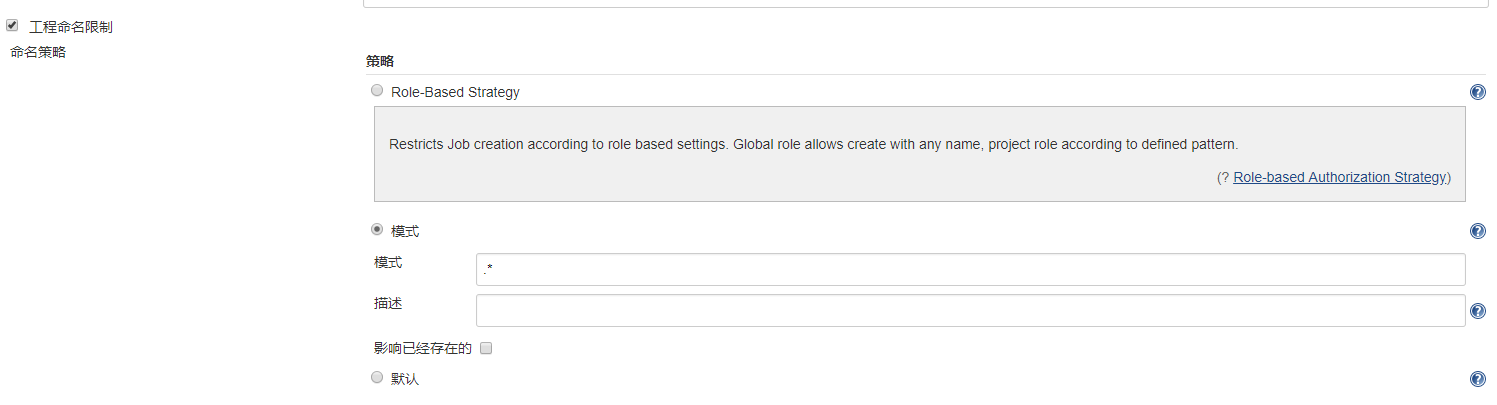 工程命名限制
命名策略
策略
Role-Based Strategy
Restricts Job creation according to role based settings. Global role allows create with any name, project role according to defined pattern.
(? Role-based Authorization Strategy)
模式
模式
.*
描述
影响已经存在的
默认